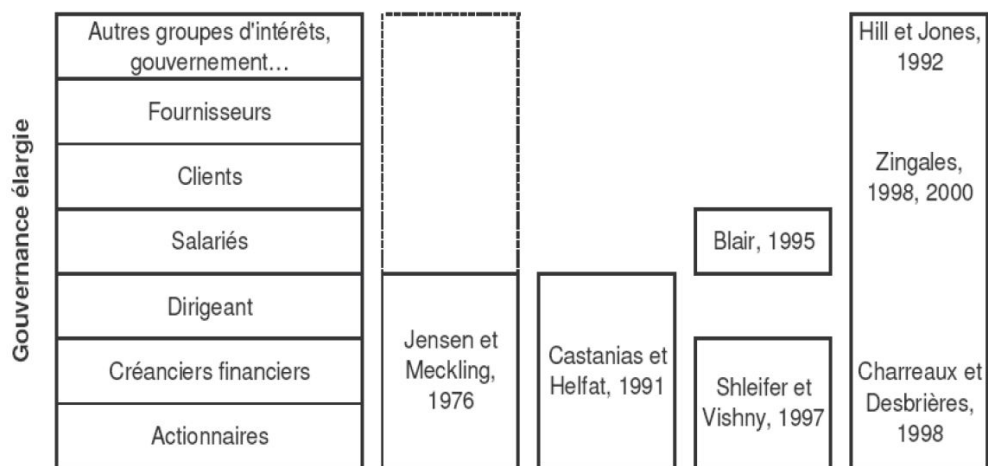 Gouvernance élargie
Autres groupes d'intérêts,
gouvernement…
Fournisseurs
Clients
Salariés
Dirigeant
Créanciers financiers
Actionnaires
Jensen et
Meckling,
1976
Castanias et
Helfat, 1991
Blair, 1995
Shleifer et
Vishny, 1997
Hill et Jones,
1992
Zingales,
1998, 2000
Charreaux et
Desbrières,
1998